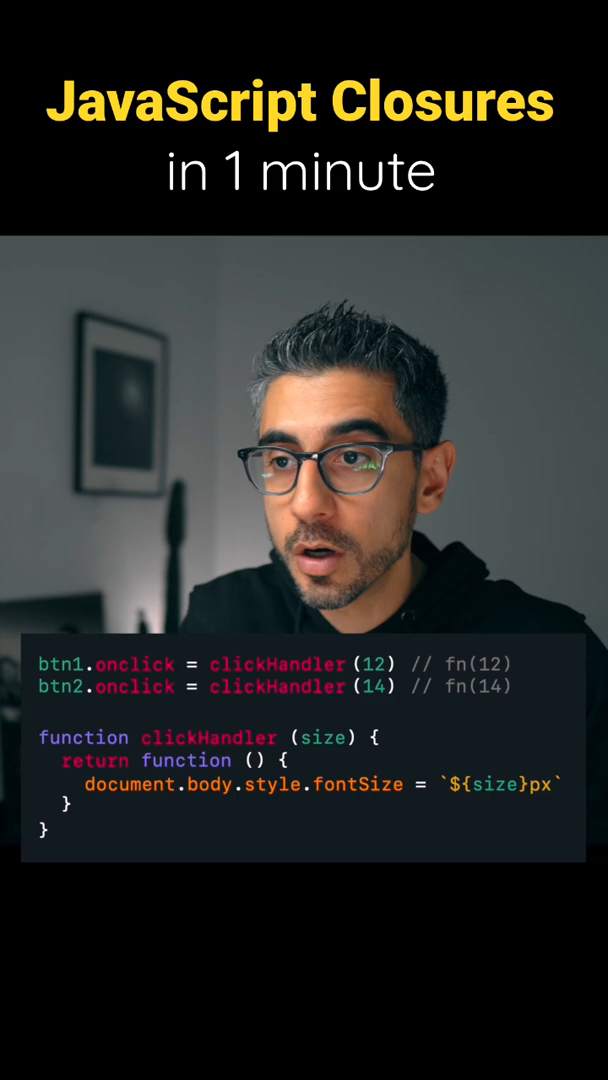 JavaScript Closures
in 1 minute
btn1.onclick = clickHandler(12) // fn(12)
btn2.onclick = clickHandler(14) // fn(14)
function clickHandler (size) {
return function () {
document.body.style.fontSize = `${size}px`
}
}